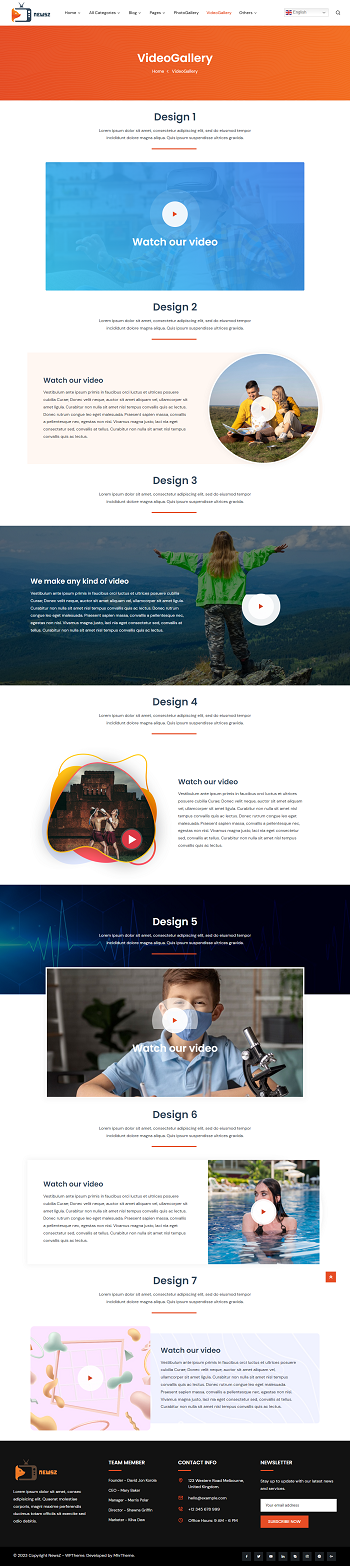 NEWSZ
Home
All Categories
Blog
Pages
PhotoGallery
VideoGallery
Others
English
VideoGallery
Home
VideoGallery
Design 1
Lorem ipsum dolor sit amet, consectetur adipiscing elit, sed do eiusmod tempor
incididunt dolore magna aliqua. Quis ipsum suspendisse ultrices gravida.
Watch our video
Design 2
Lorem ipsum dolor sit amet, consectetur adipiscing elit, sed do eiusmod tempor
incididunt dolore magna aliqua. Quis ipsum suspendisse ultrices gravida.
Watch our video
Vestibulum ante ipsum primis in faucibus orci luctus et ultrices posuere
cubilia Curae; Donec velit neque, auctor sit amet aliquam vel, ullamcorper
sit amet ligula. Curabitur non nulla sit amet nisl tempus convallis quis ac
lectus. Donec rutrum congue leo eget malesuada. Praesent sapien massa, convallis
a pellentesque nec, egestas non nisi. Vivamus magna justo, lacinia eget
consectetur sed, convallis at tellus. Curabitur non nulla sit amet nisl tempus
convallis quis ac lectus.
Design 3
Lorem ipsum dolor sit amet, consectetur adipiscing elit, sed do eiusmod tempor
incididunt dolore magna aliqua. Quis ipsum suspendisse ultrices gravida.
We make any kind of video
Vestibulum ante ipsum primis in faucibus orci luctus et ultrices posuere cubilia
Curae; Donec velit neque, auctor sit amet aliquam vel, ullamcorper sit amet ligula.
Curabitur non nulla sit amet nisl tempus convallis quis ac lectus. Donec rutrum
congue leo eget malesuada. Praesent sapien massa, convallis a pellentesque nec,
egestas non nisi. Vivamus magna justo, lacinia eget consectetur sed, convallis at
tellus. Curabitur non nulla sit amet nisl tempus convallis quis ac lectus.
Design 4
Lorem ipsum dolor sit amet, consectetur adipiscing elit, sed do eiusmod tempor
incididunt dolore magna aliqua. Quis ipsum suspendisse ultrices gravida.
Watch our video
Vestibulum ante ipsum primis in faucibus orci luctus et ultrices
posuere cubilia Curae; Donec velit neque, auctor sit amet aliquam
vel, ullamcorper sit amet ligula. Curabitur non nulla sit amet nisl
tempus convallis quis ac lectus. Donec rutrum congue leo eget
malesuada. Praesent sapien massa, convallis a pellentesque nec,
egestas non nisi. Vivamus magna justo, lacinia eget consectetur
sed, convallis at tellus. Curabitur non nulla sit amet nisl tempus
convallis quis ac lectus.
Design 5
Lorem ipsum dolor sit amet, consectetur adipiscing elit, sed do eiusmod tempor
incididunt dolore magna aliqua. Quis ipsum suspendisse ultrices gravida.
Watch our video
Design 6
Lorem ipsum dolor sit amet, consectetur adipiscing elit, sed do eiusmod tempor
incididunt dolore magna aliqua. Quis ipsum suspendisse ultrices gravida.
Watch our video
Vestibulum ante ipsum primis in faucibus orci luctus et ultrices posuere
cubilia Curae; Donec velit neque, auctor sit amet aliquam vel, ullamcorper
sit amet ligula. Curabitur non nulla sit amet nisl tempus convallis quis ac lectus.
Donec rutrum congue leo eget malesuada. Praesent sapien massa, convallis
a pellentesque nec, egestas non nisi. Vivamus magna justo, lacinia eget
consectetur sed, convallis at tellus. Curabitur non nulla sit amet nisl tempus
convallis quis ac lectus.
Design 7
Lorem ipsum dolor sit amet, consectetur adipiscing elit, sed do eiusmod tempor
incididunt dolore magna aliqua. Quis ipsum suspendisse ultrices gravida.
Watch our video
Vestibulum ante ipsum primis in faucibus orci luctus et ultrices
posuere cubilia Curae; Donec velit neque, auctor sit amet aliquam vel,
ullamcorper sit amet ligula. Curabitur non nulla sit amet nisl tempus
convallis quis ac lectus. Donec rutrum congue leo eget malesuada.
Praesent sapien massa, convallis a pellentesque nec, egestas non nisi.
Vivamus magna justo, lacinia eget consectetur sed, convallis at tellus.
Curabitur non nulla sit amet nisl tempus convallis quis ac lectus.
NEWSZ
Lorem ipsum dolor sit amet, consec
adipisicing elitsim. Quaerat molestiae
corporis, magni maxime perferendis
ducimus totam officiis sit exercitem sed
odio debitis.
TEAM MEMBER
Founder - David Jon Korola
CEO - Mary Baker
Manager - Merris Polar
Director - Shawne Griffin
Marketer - Kiha Dow
CONTACT INFO
123 Western Road Melbourne,
United Kingdom
hello@example.com
+12 345 678 999
Office Hours: 9 AM - 6 PM
NEWSLETTER
Stay up to update with our latest news
and services.
Your email address
SUBSCRIBE NOW
© 2023 Copyright NewsZ - WPTheme. Developed by MhrTheme.